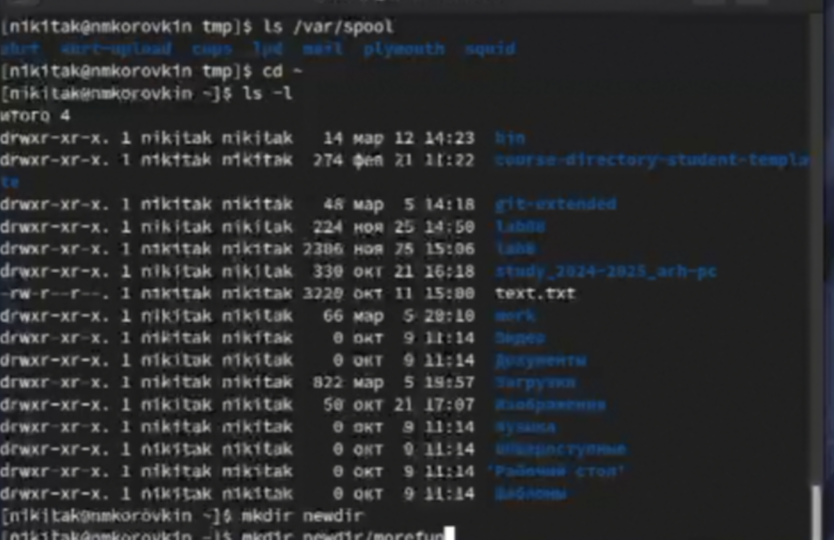 [nikitak@nmkorovkin tmp]$ ls /var/spool
abrt abrt-upload cups lpd mail plymouth squid
[nikitak@nmkorovkin tmp]$ cd ~
[nikitak@nmkorovkin ~]$ ls -l
итого 4
drwxr-xr-x. 1 nikitak nikitak 14 мар 12 14:23 bin
drwxr-xr-x. 1 nikitak nikitak 274 фев 21 11:22 course-directory-student-templa
te
drwxr-xr-x. 1 nikitak nikitak 48 мар 5 14:18 git-extended
drwxr-xr-x. 1 nikitak nikitak 224 ноя 25 14:50 lab08
drwxr-xr-x. 1 nikitak nikitak 2306 ноя 25 15:06 lab8
drwxr-xr-x. 1 nikitak nikitak 330 окт 21 16:18 study_2024-2025_arh-pc
-rw-r--r--. 1 nikitak nikitak 3220 окт 11 15:00 text.txt
drwxr-xr-x. 1 nikitak nikitak 66 мар 5 20:10 work
drwxr-xr-x. 1 nikitak nikitak 0 окт 9 11:14 Видео
drwxr-xr-x. 1 nikitak nikitak 0 окт 9 11:14 Документы
drwxr-xr-x. 1 nikitak nikitak 822 мар 5 19:57 Загрузки
drwxr-xr-x. 1 nikitak nikitak 50 окт 21 17:07 Изображения
drwxr-xr-x. 1 nikitak nikitak 0 окт 9 11:14 Музыка
drwxr-xr-x. 1 nikitak nikitak 0 окт 9 11:14 Общедоступные
drwxr-xr-x. 1 nikitak nikitak 0 окт 9 11:14 'Рабочий стол'
drwxr-xr-x. 1 nikitak nikitak 0 окт 9 11:14 Шаблоны
[nikitak@nmkorovkin ~]$ mkdir newdir
[nikitak@nmkorovkin ~]$ mkdir newdir/morefun